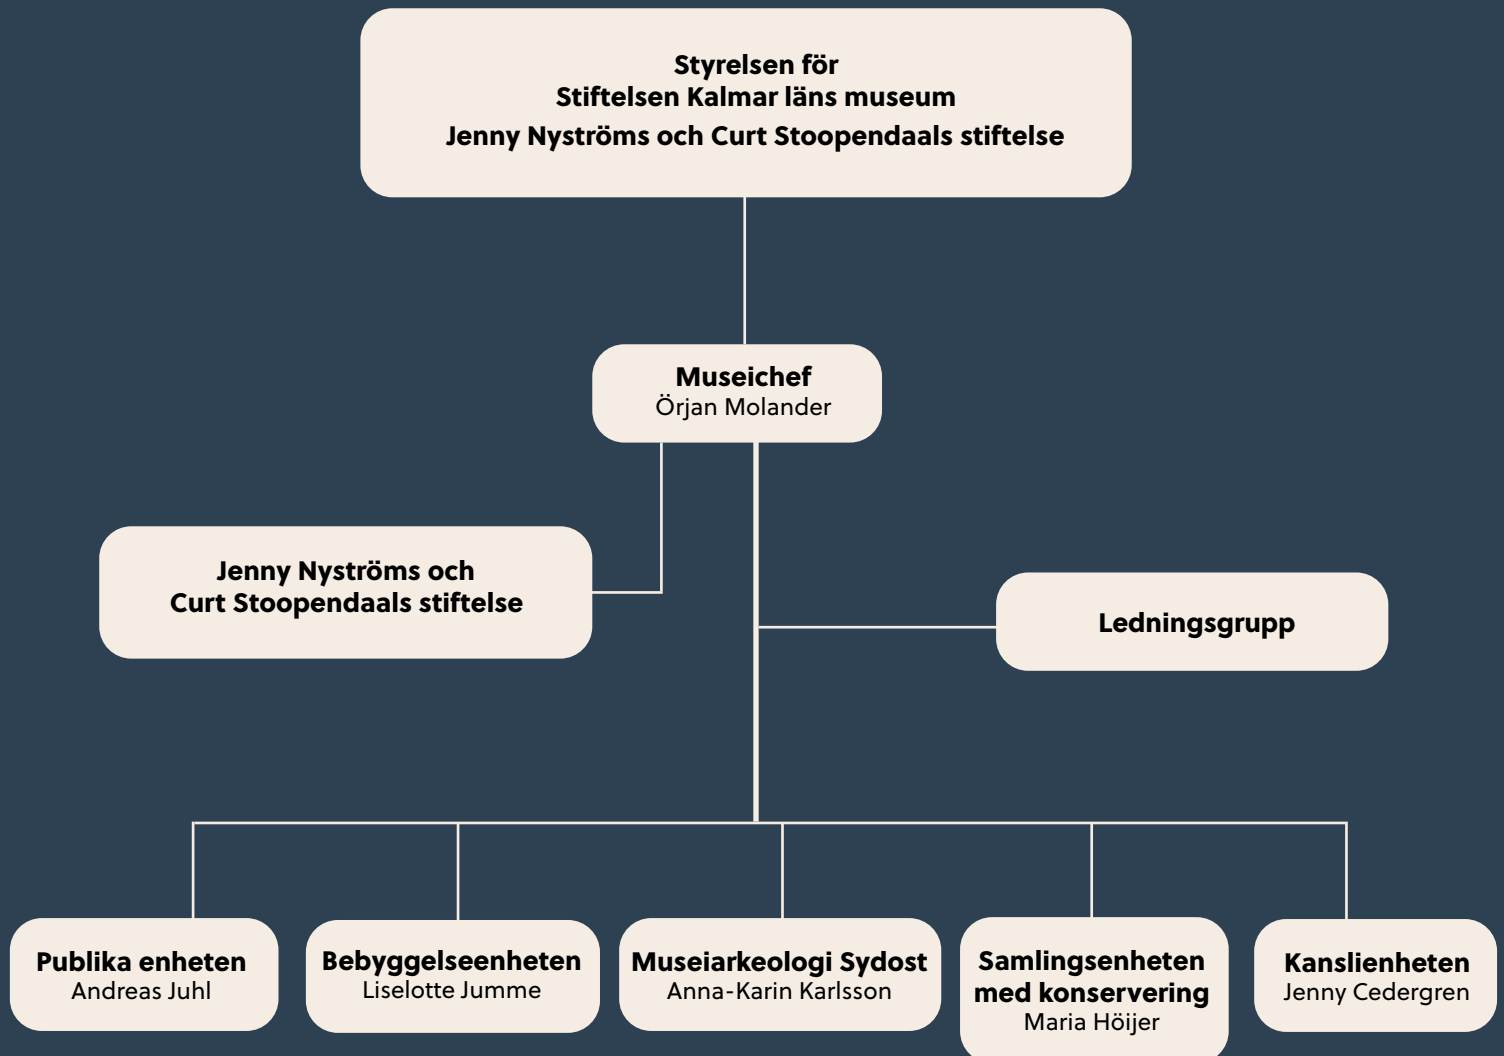 Styrelsen för
Stiftelsen Kalmar läns museum
Jenny Nyströms och Curt Stoopendaals stiftelse
Museichef
Örjan Molander
Jenny Nyströms och
Curt Stoopendaals stiftelse
Ledningsgrupp
Publika enheten
Andreas Juhl
Bebyggelseenheten
Liselotte Jumme
Museiarkeologi Sydost
Anna-Karin Karlsson
Samlingsenheten
med konservering
Maria Höijer
Kanslienheten
Jenny Cedergren